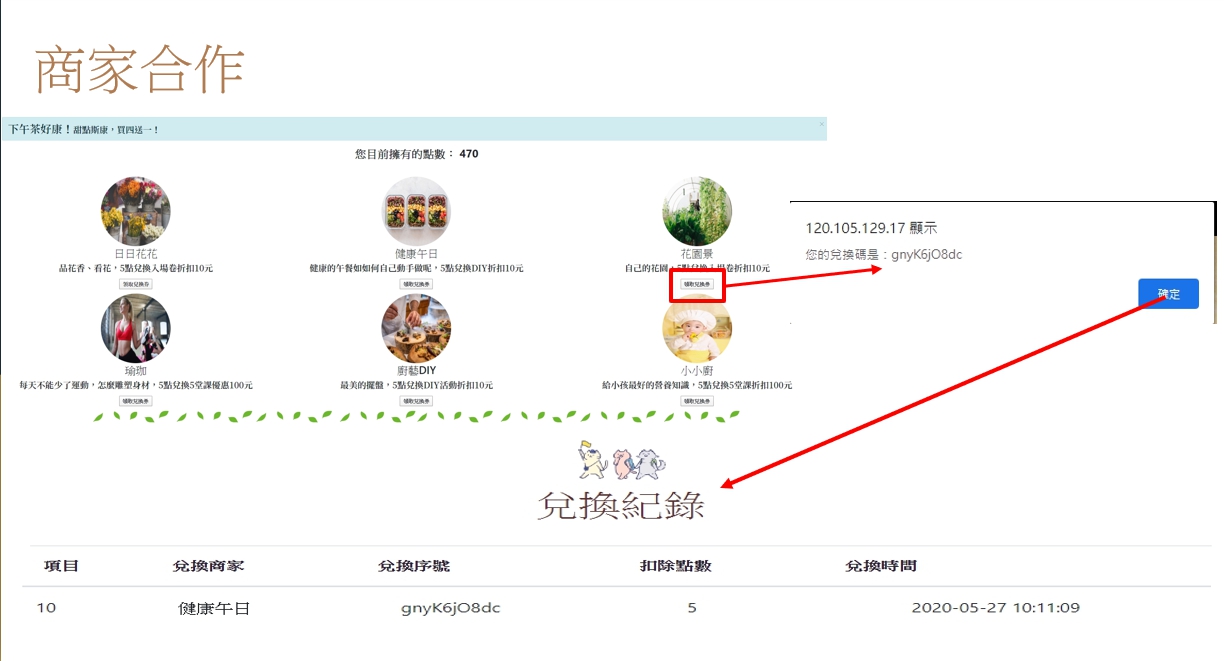 商家合作
下午茶好康！甜點斯康，買四送一！
×
您目前擁有的點數： 470
日日花花
品花香、看花，5點兌換入場卷折扣10元
領取兌換券
健康午日
健康的午餐如如何自己動手做呢，5點兌換DIY折扣10元
領取兌換券
花園景
自己的花園，5點兌換入場卷折扣10元
領取兌換券
120.105.129.17 顯示
您的兌換碼是：gnyK6jO8dc
確定
瑜珈
每天不能少了運動，怎麼雕塑身材，5點兌換5堂課優惠100元
領取兌換券
廚藝DIY
最美的擺盤，5點兌換DIY活動折扣10元
領取兌換券
小小廚
給小孩最好的營養知識，5點兌換5堂課折扣100元
領取兌換券
兌換紀錄
項目 兌換商家 兌換序號 扣除點數 兌換時間
10 健康午日 gnyK6jO8dc 5 2020-05-27 10:11:09